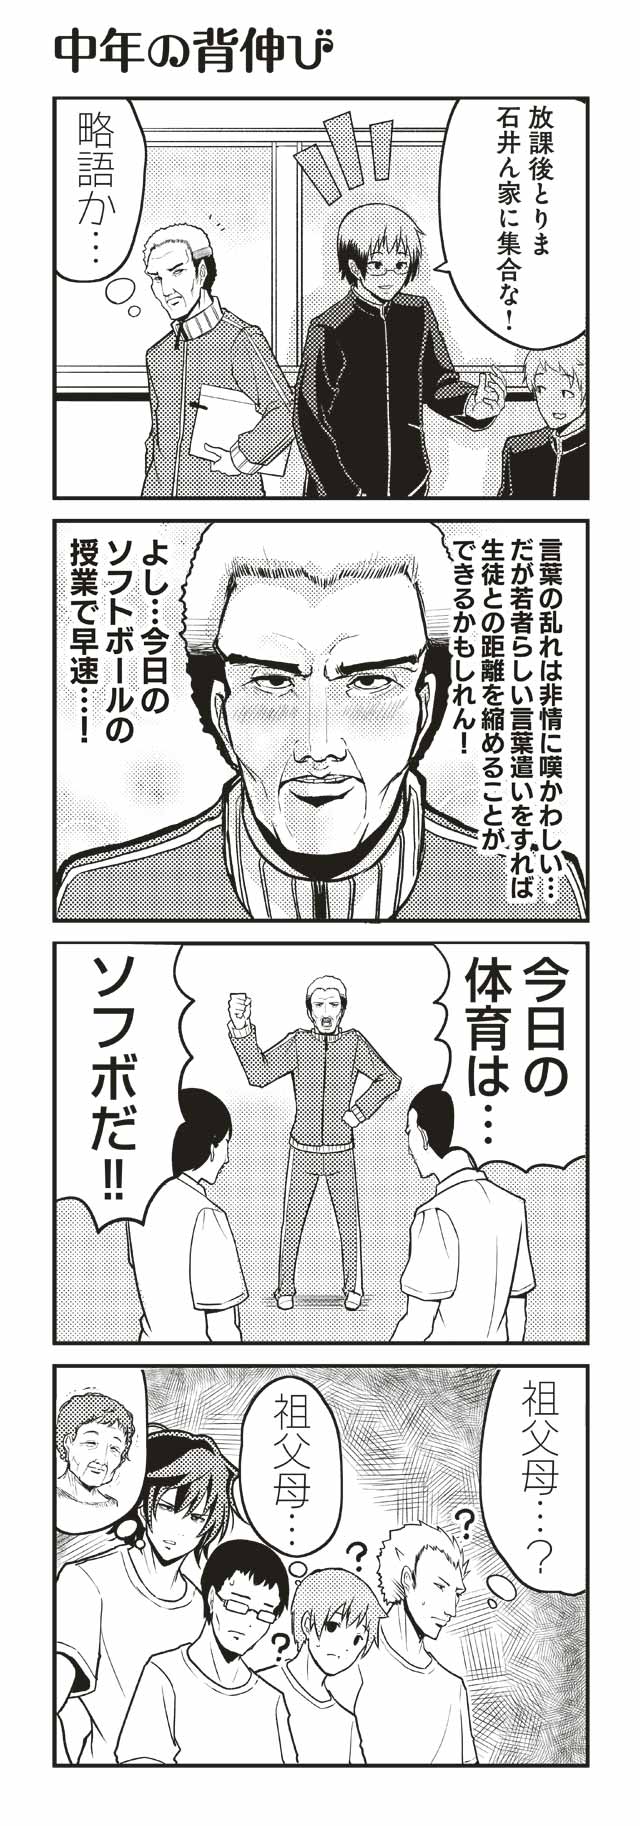 中年の背伸び
放課後とりま
石井ん家に集合な!
略語か…
言葉の乱れは非情に嘆かわしい…
だが若者らしい言葉遣いをすれば
生徒との距離を縮めることが
できるかもしれん!
よし…今日の
ソフトボールの
授業で早速…!
今日の
体育は…
ソフボだ!!
祖父母…?
祖父母…
?
?
?